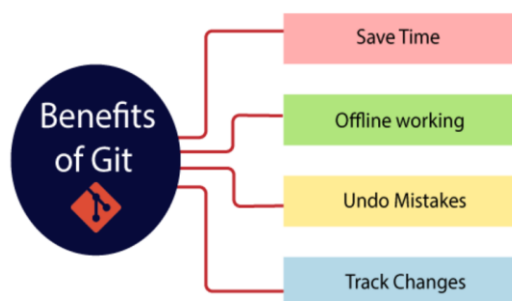 Benefits
of Git
Save Time
Offline working
Undo Mistakes
Track Changes